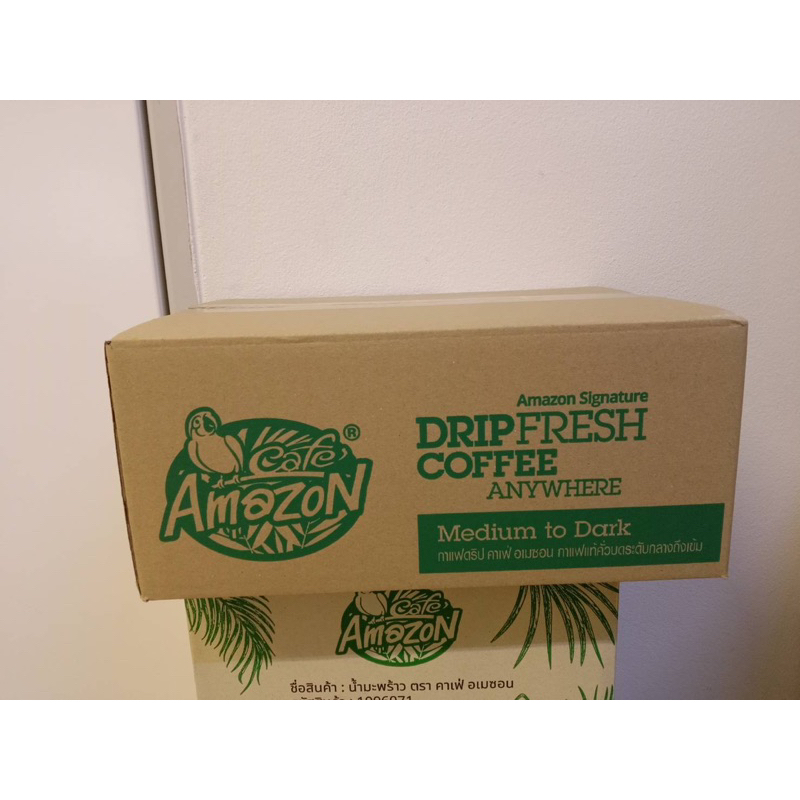 Café
Amazon
®
Amazon Signature
DRIPFRESH
COFFEE
ANYWHERE
Medium to Dark
กาแฟดริป คาเฟ่ อเมซอน กาแฟแท้คั่วบดระดับกลางถึงเข้ม
Café
Amazon
ชื่อสินค้า : น้ำมะพร้าว ตรา คาเฟ่ อเมซอน